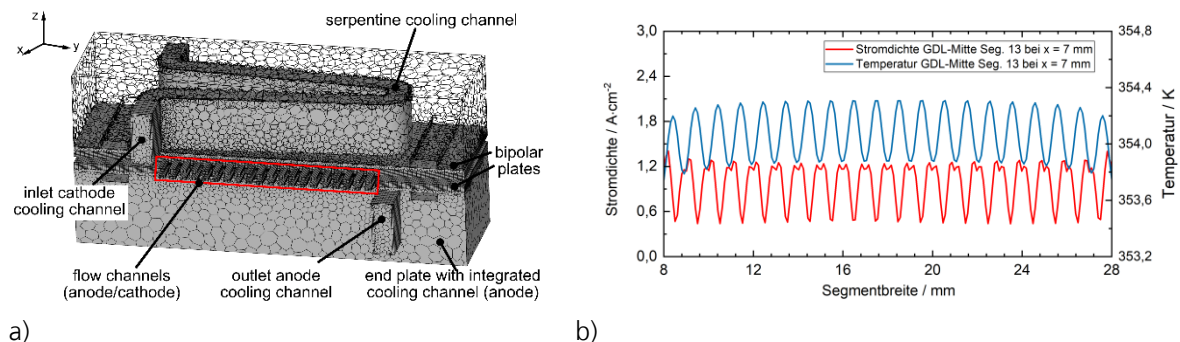 z
x
y
serpentine cooling channel
bipolar
plates
inlet cathode
cooling channel
flow channels
(anode/cathode)
outlet anode
cooling channel
end plate with integrated
cooling channel (anode)
a)
3,0
2,4
1,8
1,2
0,6
0,0
Stromdichte / A·cm-2
Stromdichte GDL-Mitte Seg. 13 bei x = 7 mm
Temperatur GDL-Mitte Seg. 13 bei x = 7 mm
354,8
354,4
354,0
353,6
353,2
Temperatur / K
8
12
16
20
24
28
Segmentbreite / mm
b)